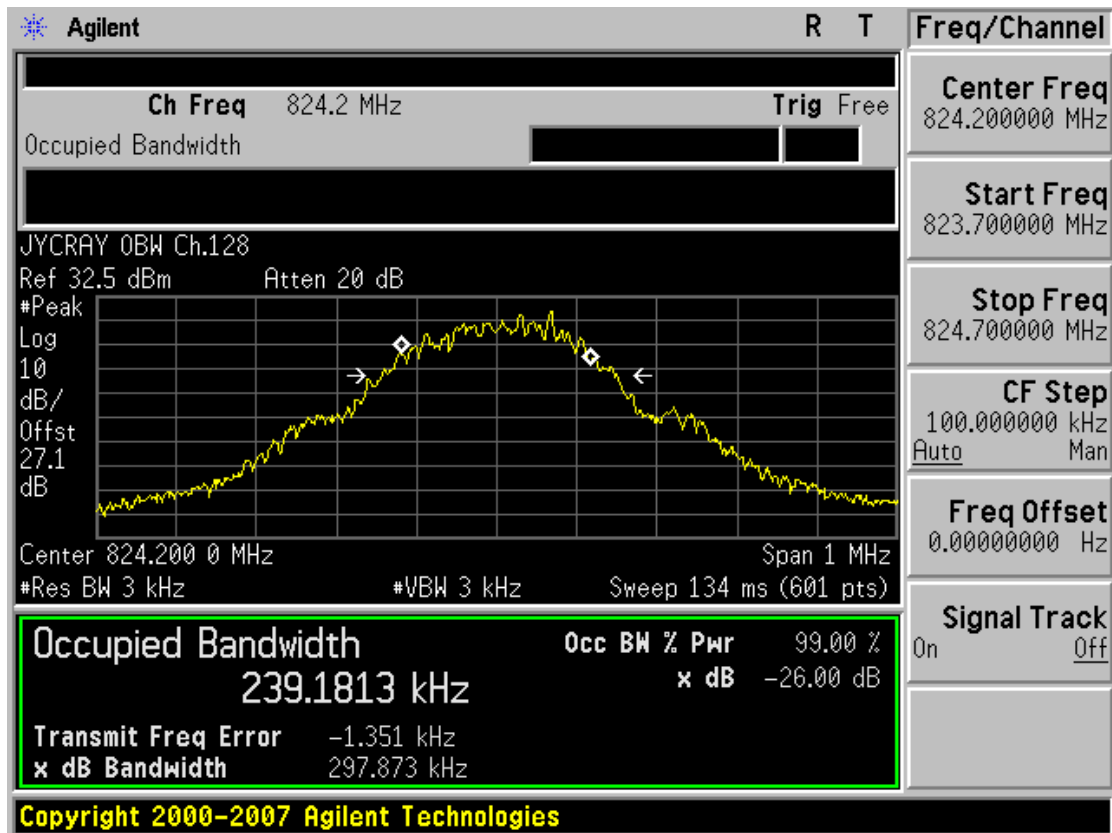 Agilent R T
Ch Freq 824.2 MHz Trig Free
Occupied Bandwidth
JYCRAY OBW Ch.128
Ref 32.5 dBm Atten 20 dB
#Peak
Log
10
dB/
Offst
27.1
dB
Center 824.200 0 MHz Span 1 MHz
#Res BW 3 kHz #VBW 3 kHz Sweep 134 ms (601 pts)
Occupied Bandwidth
239.1813 kHz
Occ BW % Pwr 99.00 %
x dB -26.00 dB
Transmit Freq Error -1.351 kHz
x dB Bandwidth 297.873 kHz
Copyright 2000-2007 Agilent Technologies
Freq/Channel
Center Freq
824.200000 MHz
Start Freq
823.700000 MHz
Stop Freq
824.700000 MHz
CF Step
100.000000 kHz
Auto Man
Freq Offset
0.00000000 Hz
Signal Track
On Off